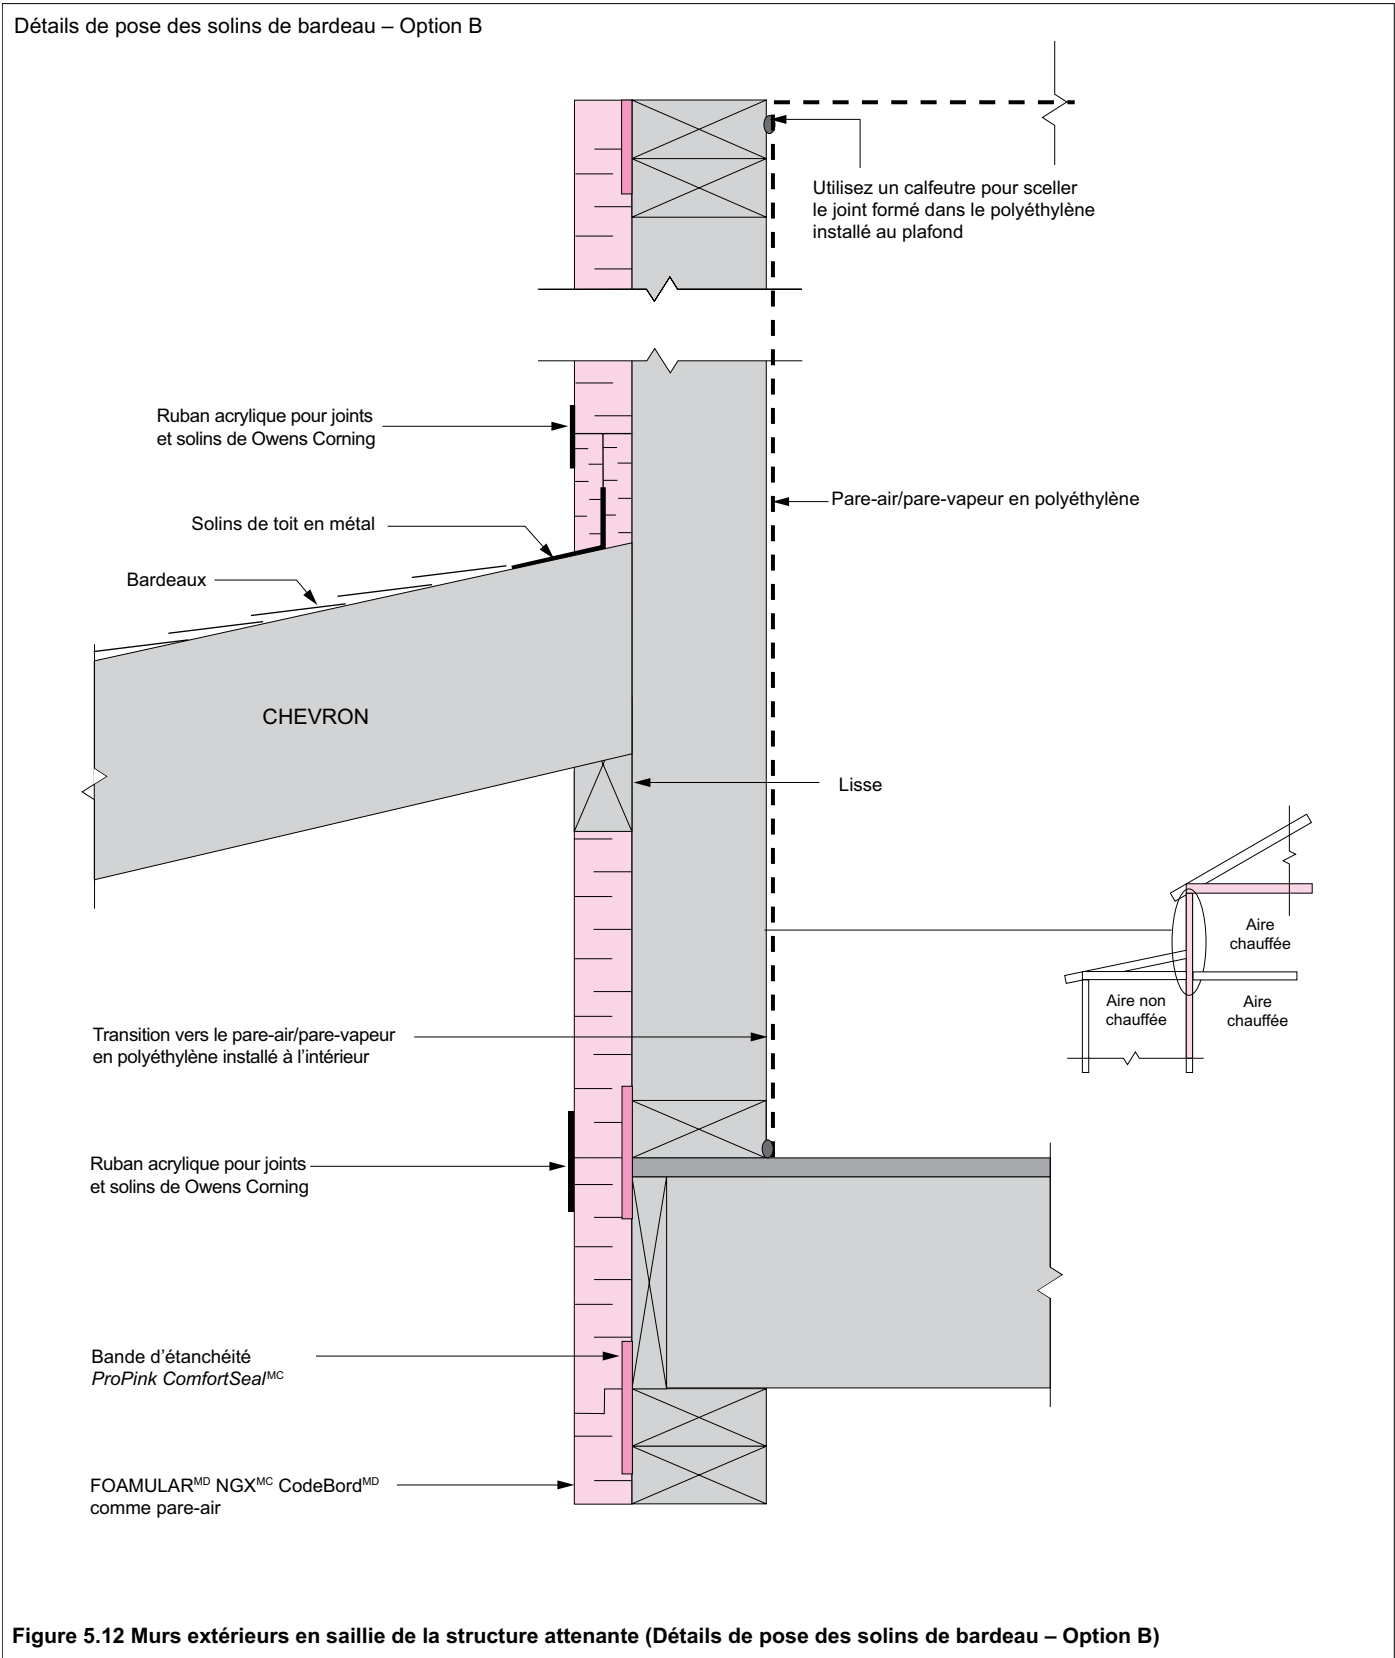 Détails de pose des solins de bardeau – Option B
Utilisez un calfeutre pour sceller
le joint formé dans le polyéthylène
installé au plafond
Ruban acrylique pour joints
et solins de Owens Corning
Pare-air/pare-vapeur en polyéthylène
Solins de toit en métal
Bardeaux
CHEVRON
Lisse
Aire
chauffée
Aire non
chauffée
Aire
chauffée
Transition vers le pare-air/pare-vapeur
en polyéthylène installé à l’intérieur
Ruban acrylique pour joints
et solins de Owens Corning
Bande d’étanchéité
ProPink ComfortSealMC
FOAMULARMD NGXMC CodeBordMD
comme pare-air
Figure 5.12 Murs extérieurs en saillie de la structure attenante (Détails de pose des solins de bardeau – Option B)